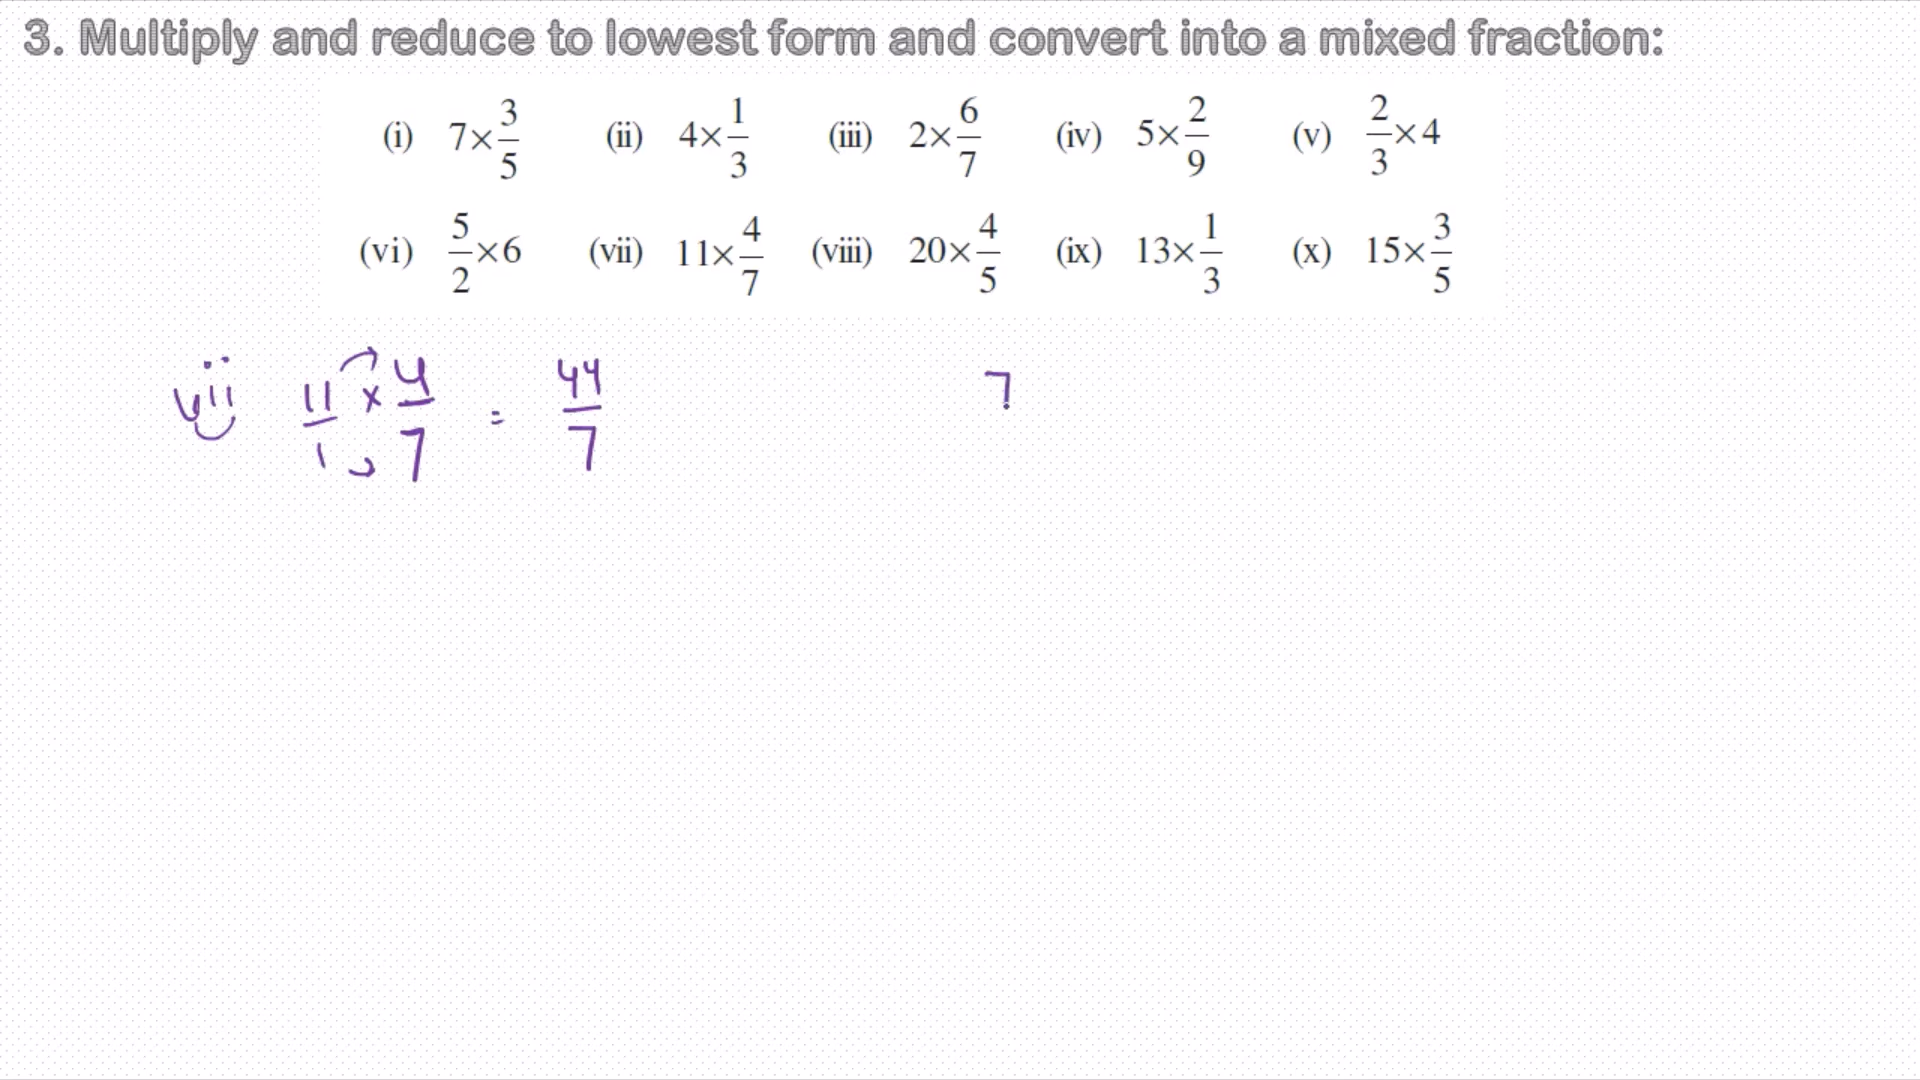 3. Multiply and reduce to lowest form and convert into a mixed fraction:
(i) 7×3/5 (ii) 4×1/3 (iii) 2×6/7 (iv) 5×2/9 (v) 2/3×4
(vi) 5/2×6 (vii) 11×4/7 (viii) 20×4/5 (ix) 13×1/3 (x) 15×3/5
vii 11/1 × 4/7 = 44/7 7